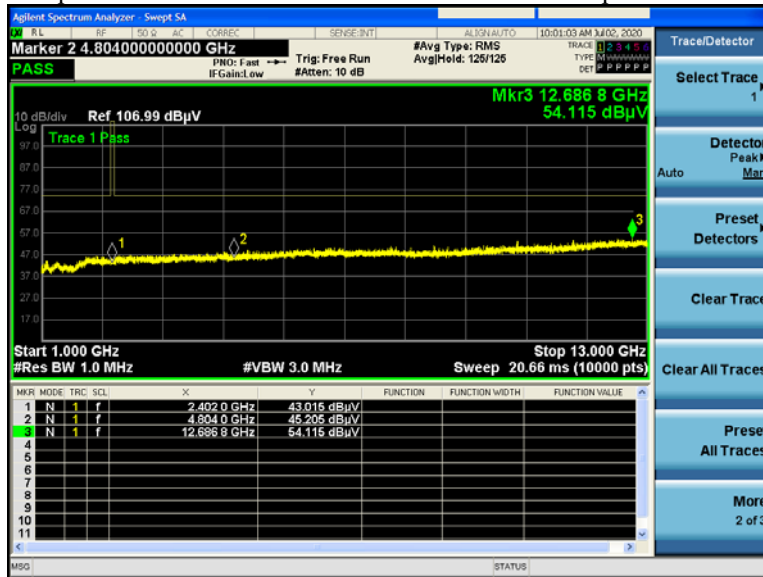 Agilent Spectrum Analyzer - Swept SA
RL RF 50 Ω AC CORREC SENSE:INT ALIGNAUTO 10:01:03 AM Jul 02, 2020
Marker 2 4.804000000000 GHz
PASS
PNO: Fast
IFGain:Low
Trig: Free Run
#Atten: 10 dB
#Avg Type: RMS
Avg|Hold: 125/125
TRACE 1 2 3 4 5 6
TYPE M
DET P P P P P P
Mkr3 12.686 8 GHz
54.115 dBµV
10 dB/div Ref 106.99 dBµV
Log
Trace 1 Pass
97.0
87.0
77.0
67.0
57.0
47.0
37.0
27.0
17.0
1
2
3
Start 1.000 GHz
Stop 13.000 GHz
#Res BW 1.0 MHz
#VBW 3.0 MHz
Sweep 20.66 ms (10000 pts)
MKR MODE TRC SCL X Y FUNCTION FUNCTION WIDTH FUNCTION VALUE
1 N 1 f 2.402 0 GHz 43.015 dBµV
2 N 1 f 4.804 0 GHz 45.205 dBµV
3 N 1 f 12.686 8 GHz 54.115 dBµV
4
5
6
7
8
9
10
11
MSG
STATUS
Trace/Detector
Select Trace
1
Detector
Peak
Auto Man
Preset
Detectors
Clear Trace
Clear All Traces
Prese
All Traces
More
2 of 3